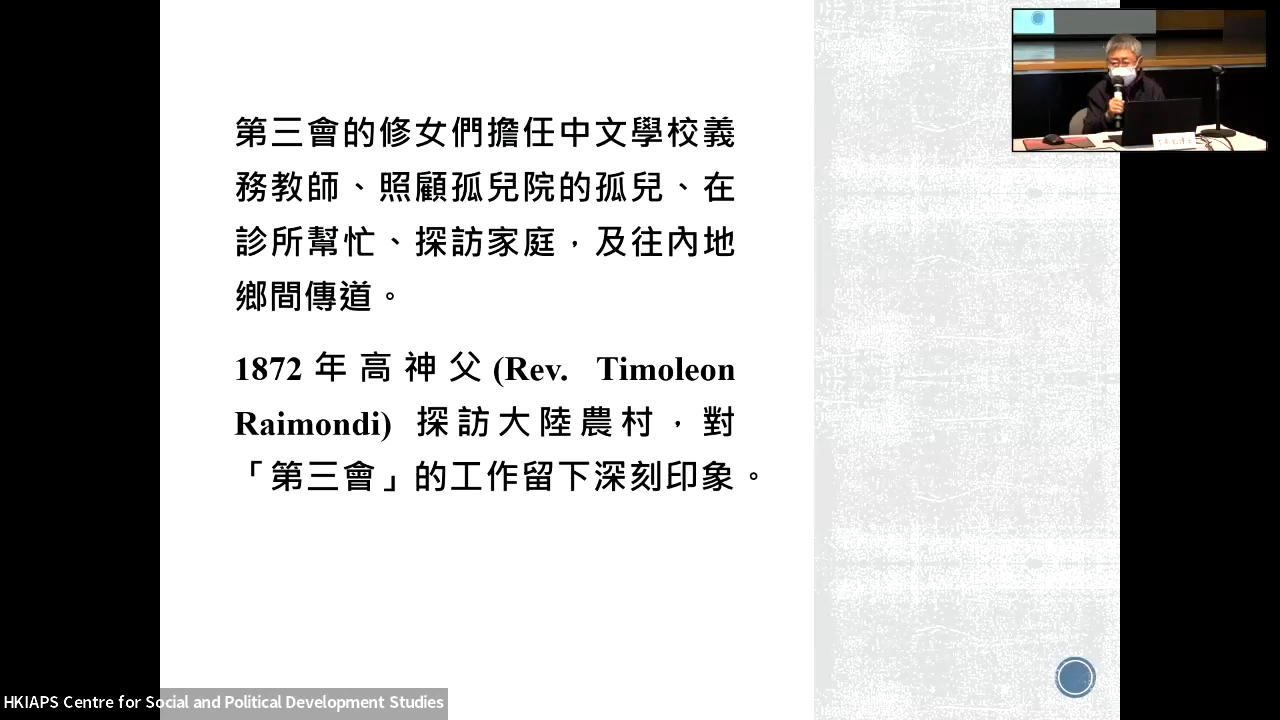 第三會的修女們擔任中文學校義
務教師、照顧孤兒院的孤兒、在
診所幫忙、探訪家庭，及往內地
鄉間傳道。
1872 年高神父(Rev. Timoleon
Raimondi) 探訪大陸農村，對
「第三會」的工作留下深刻印象。
HKIAPS Centre for Social and Political Development Studies